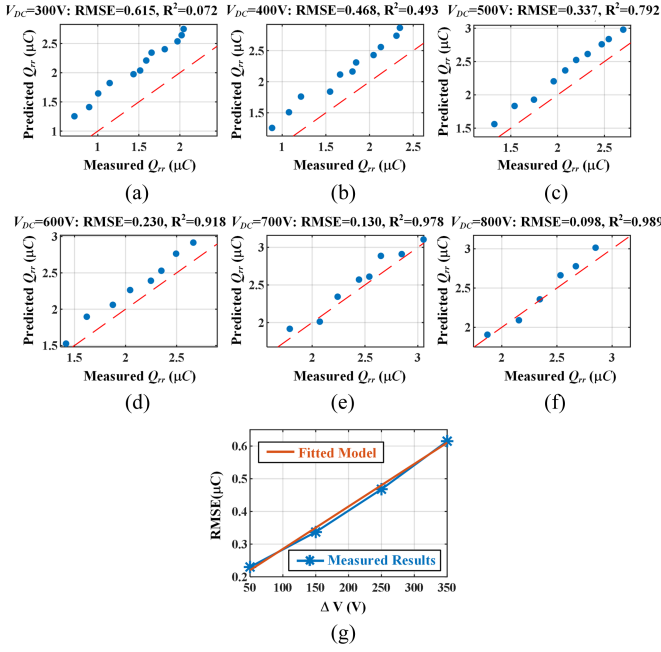 V_DC=300V: RMSE=0.615, R²=0.072
V_DC=400V: RMSE=0.468, R²=0.493
V_DC=500V: RMSE=0.337, R²=0.792
Predicted Q_rr (μC)
2.5
2
1.5
1
1
1.5
2
Measured Q_rr (μC)
(a)
Predicted Q_rr (μC)
2.5
2
1.5
1
1.5
2
2.5
Measured Q_rr (μC)
(b)
Predicted Q_rr (μC)
3
2.5
2
1.5
1.5
2
2.5
Measured Q_rr (μC)
(c)
V_DC=600V: RMSE=0.230, R²=0.918
V_DC=700V: RMSE=0.130, R²=0.978
V_DC=800V: RMSE=0.098, R²=0.989
Predicted Q_rr (μC)
3
2.5
2
1.5
1.5
2
2.5
Measured Q_rr (μC)
(d)
Predicted Q_rr (μC)
3
2.5
2
2
2.5
3
Measured Q_rr (μC)
(e)
Predicted Q_rr (μC)
3
2.5
2
2
2.5
3
Measured Q_rr (μC)
(f)
RMSE(μC)
0.6
0.5
0.4
0.3
0.2
Fitted Model
Measured Results
50
100
150
200
250
300
350
Δ V (V)
(g)